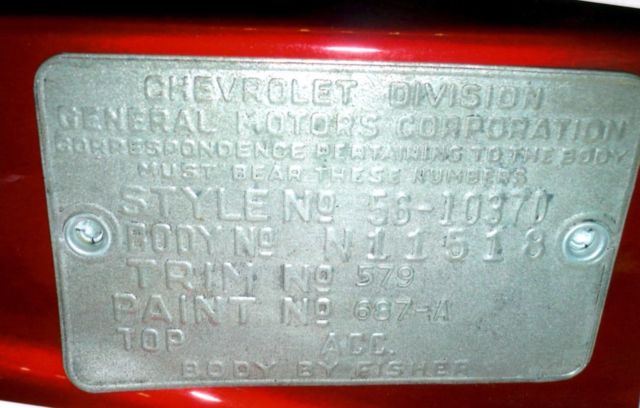 CHEVROLET DIVISION
GENERAL MOTORS CORPORATION
CORRESPONDENCE PERTAINING TO THE BODY
MUST BEAR THESE NUMBERS
STYLE NO 56-1037D
BODY NO N11518
TRIM NO 579
PAINT NO 687-A
TOP ACC.
BODY BY FISHER